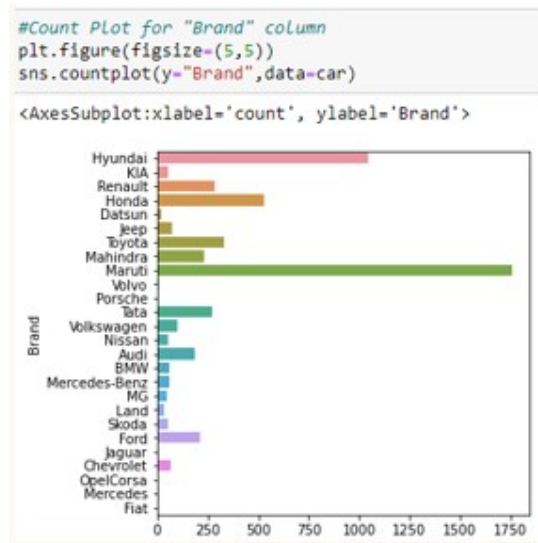 #Count Plot for "Brand" column
plt.figure(figsize=(5,5))
sns.countplot(y="Brand",data=car)
<AxesSubplot:xlabel='count', ylabel='Brand'>
Hyundai
KIA
Renault
Honda
Datsun
Jeep
Toyota
Mahindra
Maruti
Volvo
Porsche
Tata
Volkswagen
Nissan
Audi
BMW
Mercedes-Benz
MG
Land
Skoda
Ford
Jaguar
Chevrolet
OpelCorsa
Mercedes
Fiat
Brand
0 250 500 750 1000 1250 1500 1750